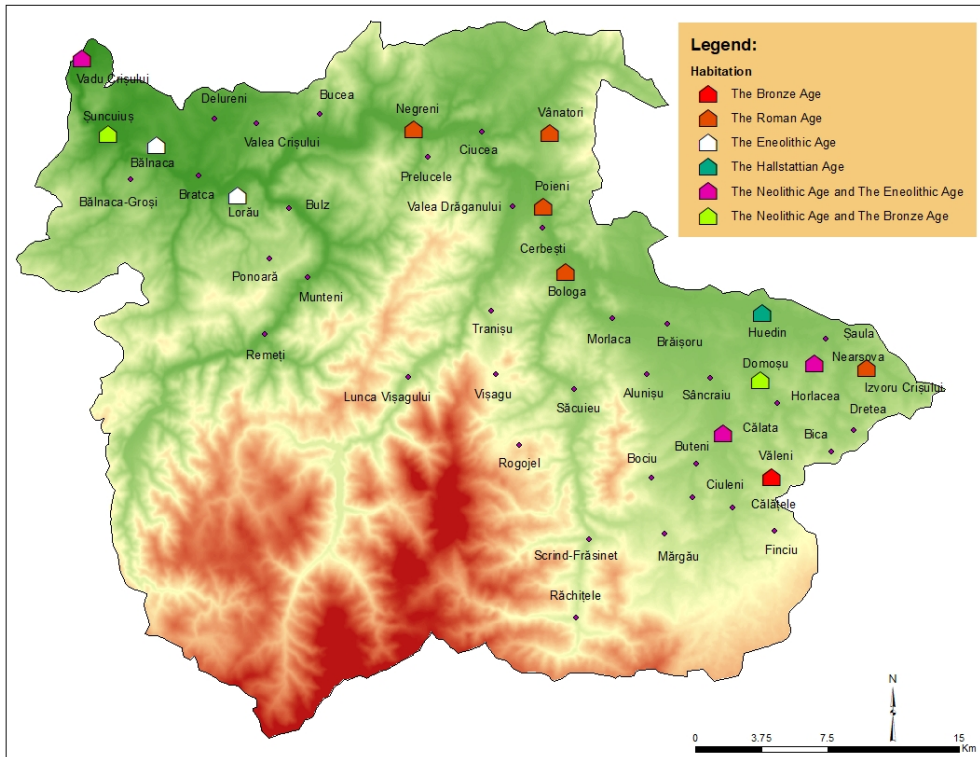 Legend:
Habitation
The Bronze Age
The Roman Age
The Eneolithic Age
The Hallstattian Age
The Neolithic Age and The Eneolithic Age
The Neolithic Age and The Bronze Age
Vadu Crișului
Șuncuiuș
Delureni
Bucea
Negreni
Vânatori
Valea Crișului
Ciucea
Bălnaca
Prelucele
Bălnaca-Groși
Bratca
Lorău
Bulz
Poieni
Valea Drăganului
Cerbești
Ponoară
Munteni
Bologa
Tranișu
Remeți
Morlaca
Brăișoru
Huedin
Șaula
Nearșova
Domoșu
Izvoru Crișului
Horlacea
Lunca Vișagului
Vișagu
Săcuieu
Alunișu
Sâncraiu
Dretea
Călata
Bica
Buteni
Rogojel
Bociu
Văleni
Ciuleni
Călățele
Scrind-Frăsinet
Mărgău
Finciu
Răchițele
N
0 3.75 7.5 15
Km